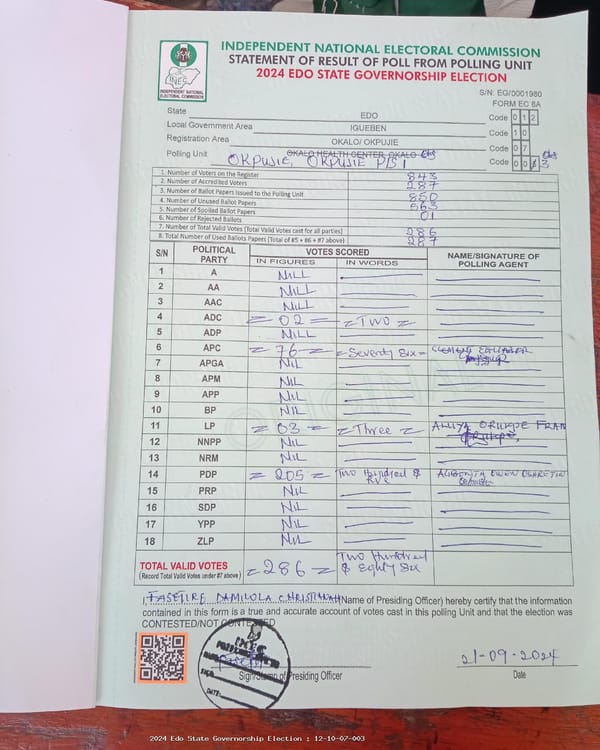 INDEPENDENT NATIONAL ELECTORAL COMMISSION
STATEMENT OF RESULT OF POLL FROM POLLING UNIT
2024 EDO STATE GOVERNORSHIP ELECTION
INEC
INDEPENDENT NATIONAL ELECTORAL COMMISSION
S/N: EG/0001980
FORM EC 8A
State EDO Code 0 1 2
Local Government Area IGUEBEN Code 1 0
Registration Area OKALO/ OKPUJIE Code 0 7
Polling Unit OKALO HEALTH CENTER, OKALO
OKPUJIE, OKPUJIE PB 1 Code 0 0 3
1. Number of Voters on the Register 843
2. Number of Accredited Voters 287
3. Number of Ballot Papers Issued to the Polling Unit 850
4. Number of Unused Ballot Papers 563
5. Number of Spoiled Ballot Papers 01
6. Number of Rejected Ballots
7. Number of Total Valid Votes (Total Valid Votes cast for all parties) 286
8. Total Number of Used Ballots Papers (Total of #5 + #6 + #7 above) 287
S/N POLITICAL PARTY VOTES SCORED NAME/SIGNATURE OF POLLING AGENT
IN FIGURES IN WORDS
1 A NILL
2 AA NILL
3 AAC NILL
4 ADC = 02 = = TWO =
5 ADP NILL
6 APC = 76 = = Seventy Six = CLEMENT
7 APGA NIL
8 APM NIL
9 APP NIL
10 BP NIL
11 LP = 03 = = Three =
12 NNPP NIL
13 NRM NIL
14 PDP = 205 = Two Hundred & FIVE
15 PRP NIL
16 SDP NIL
17 YPP NIL
18 ZLP NIL
TOTAL VALID VOTES = 286 = Two Hundred & Eighty Six
(Record Total Valid Votes under #7 above)
I, FASETIRE DAMILOLA CHRISTIANAH (Name of Presiding Officer) hereby certify that the information
contained in this form is a true and accurate account of votes cast in this polling Unit and that the election was
CONTESTED/NOT CONTESTED
INEC
DATE:
21-09-2024
Sign/Stamp of Presiding Officer Date
2024 Edo State Governorship Election : 12-10-07-003